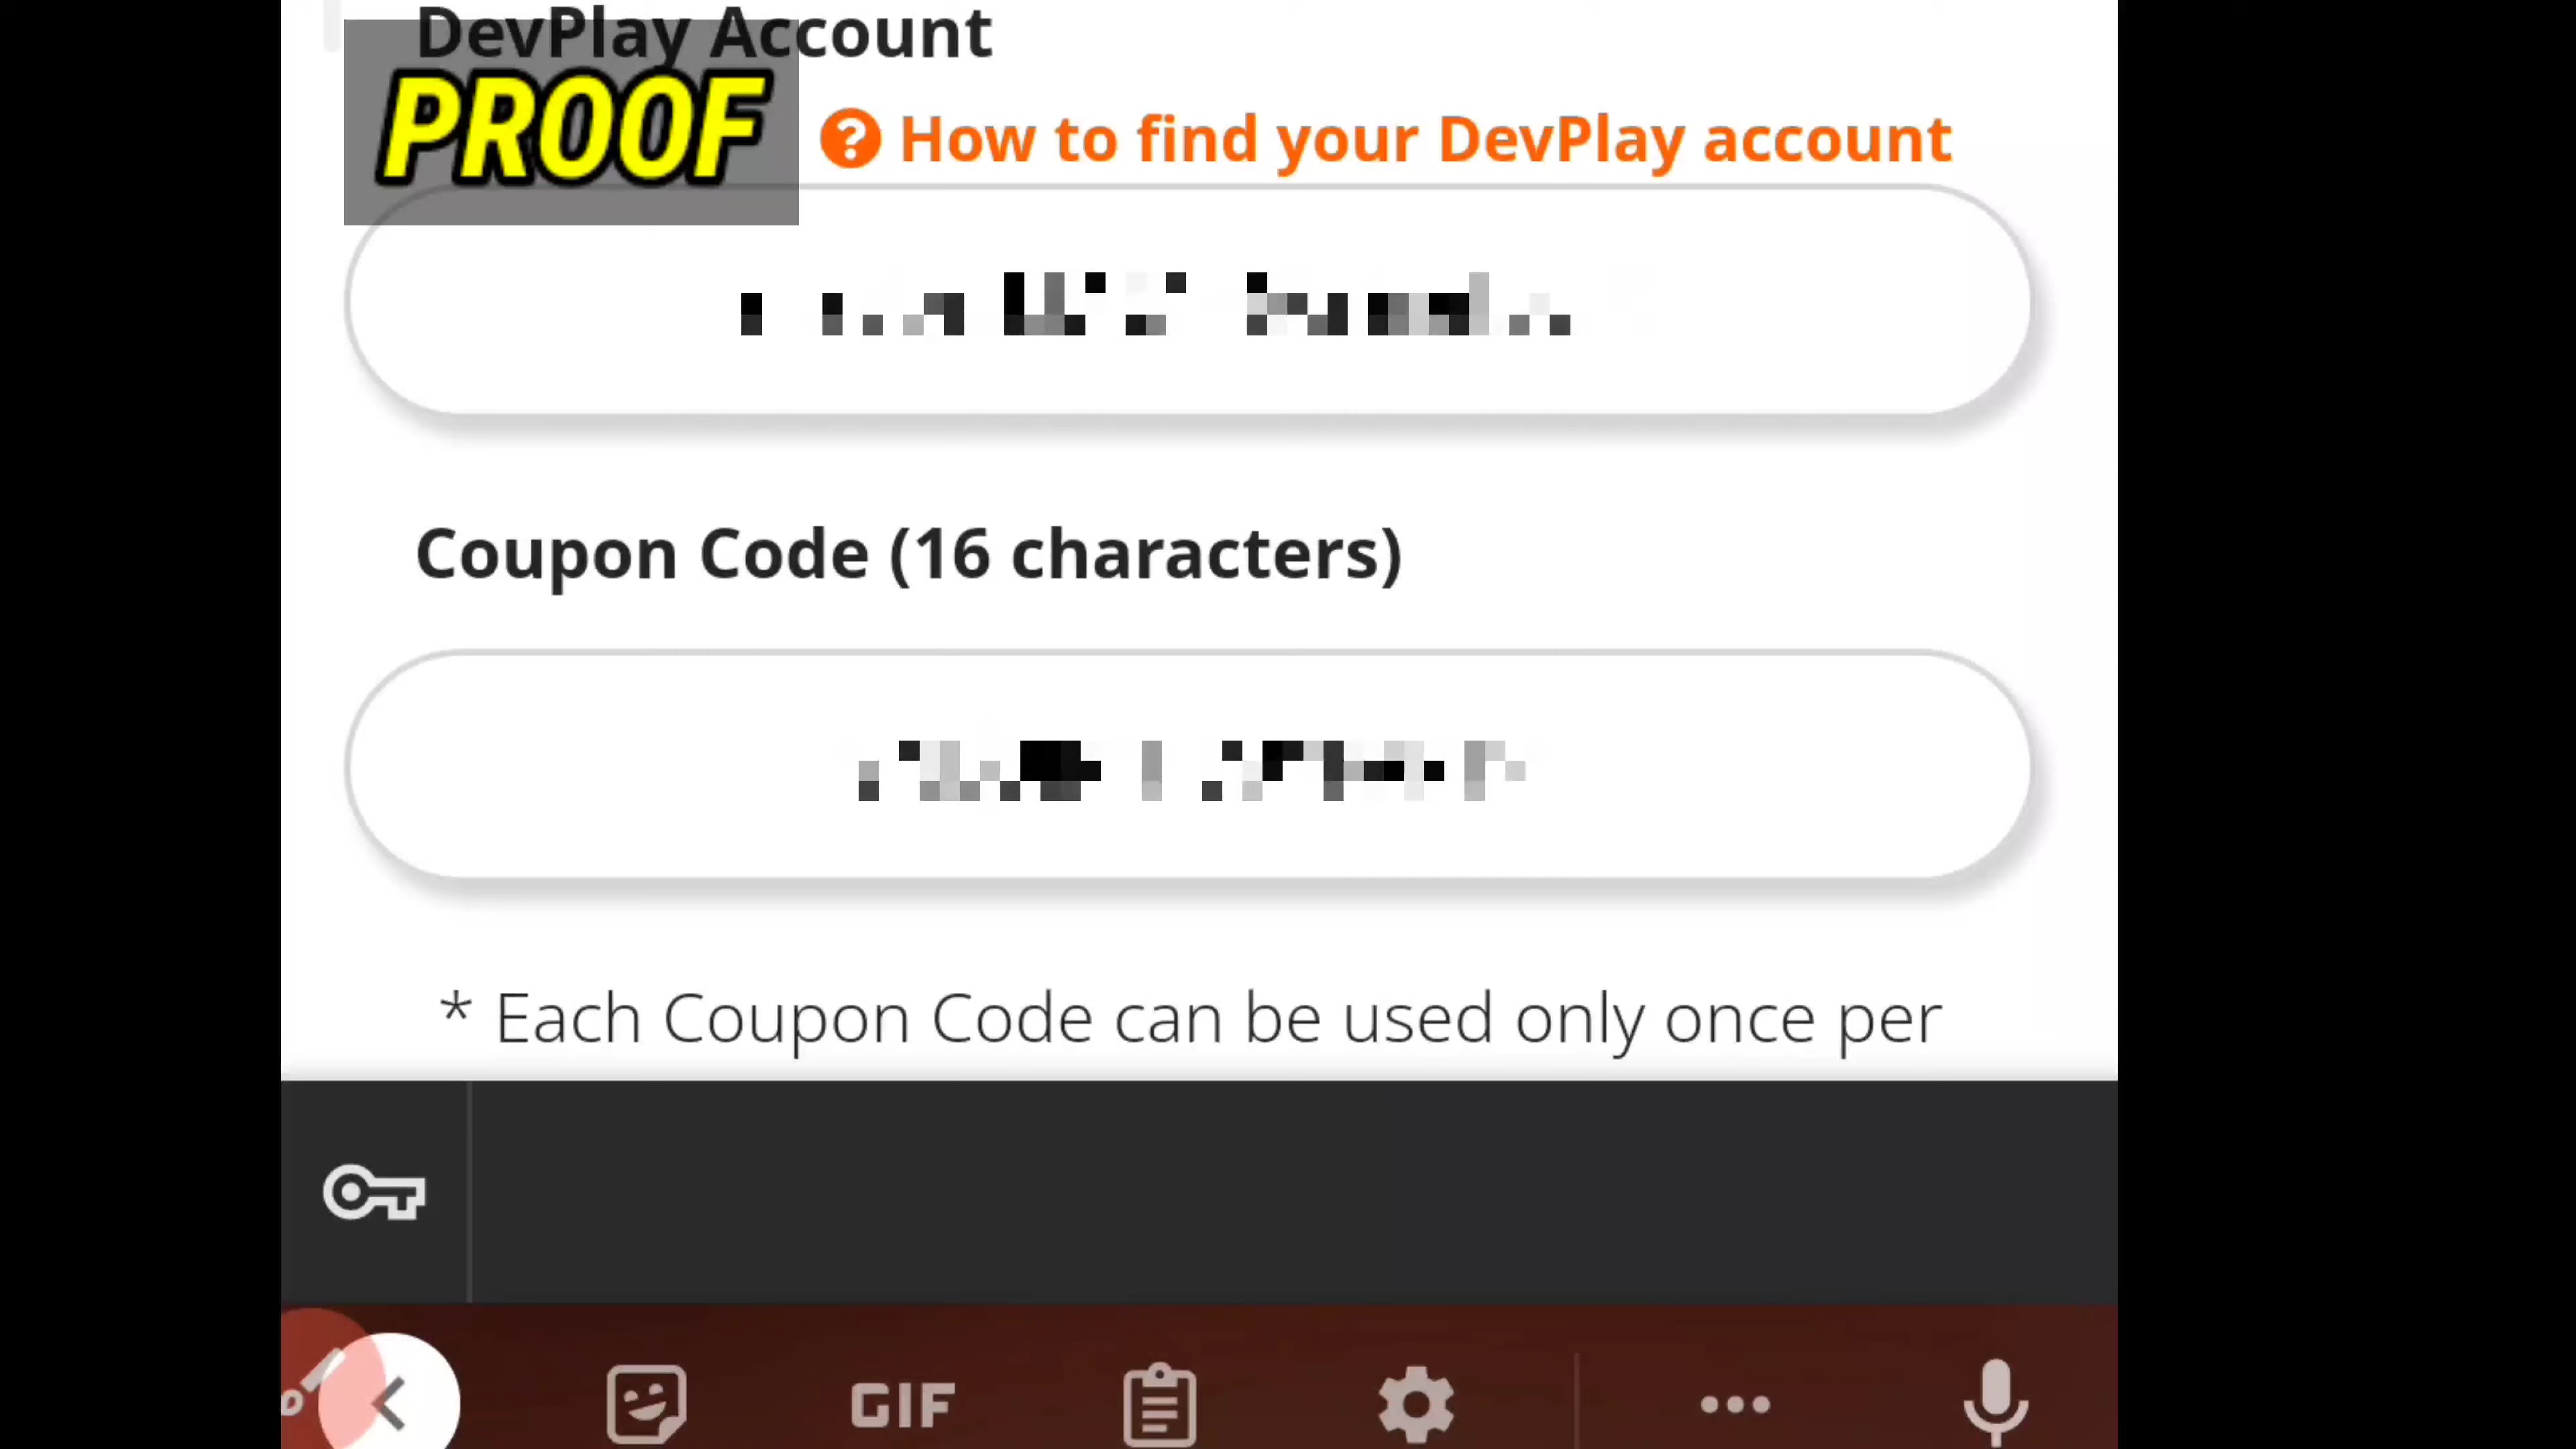 DevPlay Account
PROOF
How to find your DevPlay account
Coupon Code (16 characters)
* Each Coupon Code can be used only once per
GIF